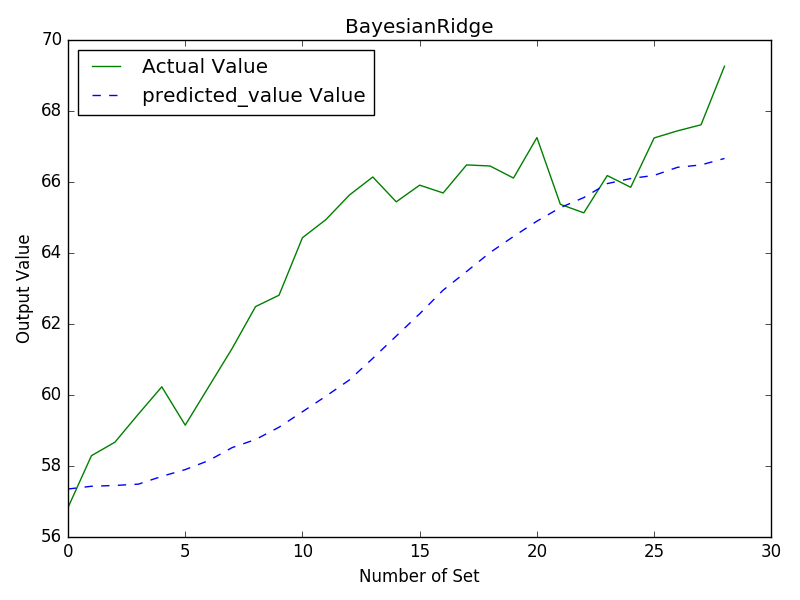 BayesianRidge
Actual Value
predicted_value Value
Output Value
70
68
66
64
62
60
58
56
0 5 10 15 20 25 30
Number of Set